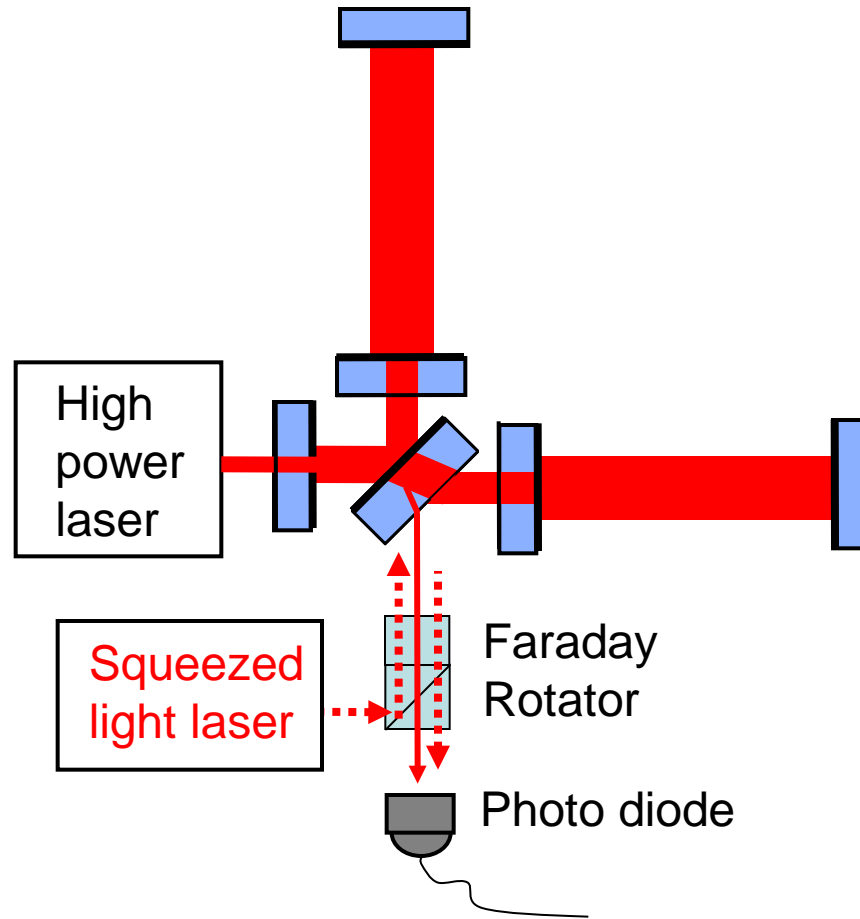 High
power
laser
Squeezed
light laser
Faraday
Rotator
Photo diode